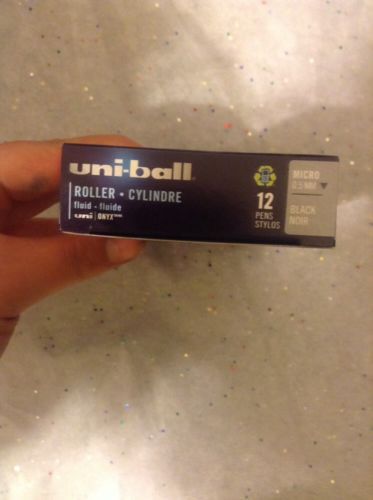 uni-ball
ROLLER • CYLINDRE
fluid - fluide
uni ONYX
12
PENS
STYLOS
MICRO
0.5 MM
BLACK
NOIR